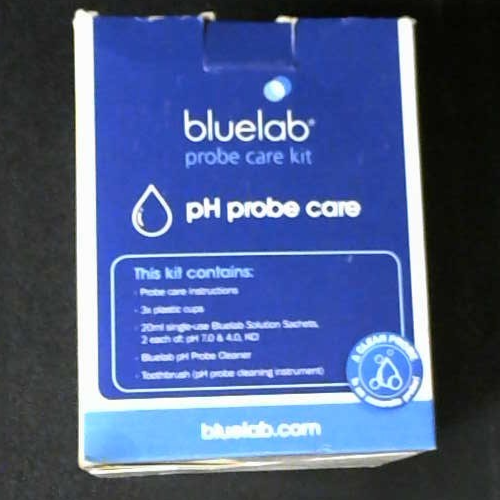 bluelab®
probe care kit
pH probe care
This kit contains:
· Probe care instructions
· 3x plastic cups
· 20ml single-use Bluelab Solution Sachets,
2 each of: pH 7.0 & 4.0, KCl
· Bluelab pH Probe Cleaner
· Toothbrush (pH probe cleaning instrument)
A CLEAN PROBE
bluelab.com